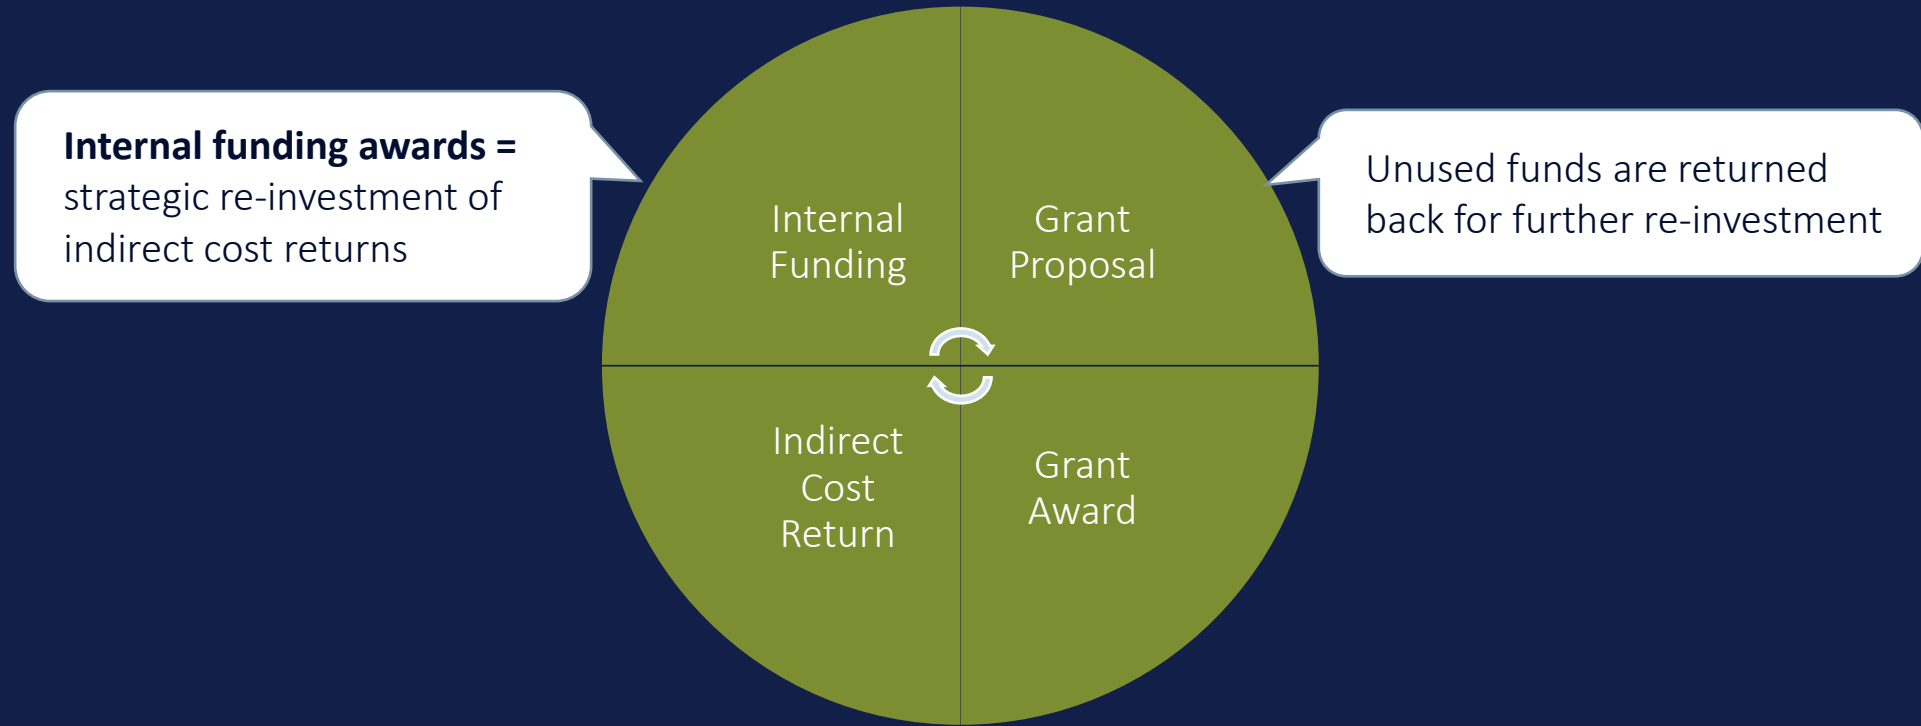 Internal funding awards =
strategic re-investment of
indirect cost returns
Internal
Funding
Grant
Proposal
Unused funds are returned
back for further re-investment
Indirect
Cost
Return
Grant
Award